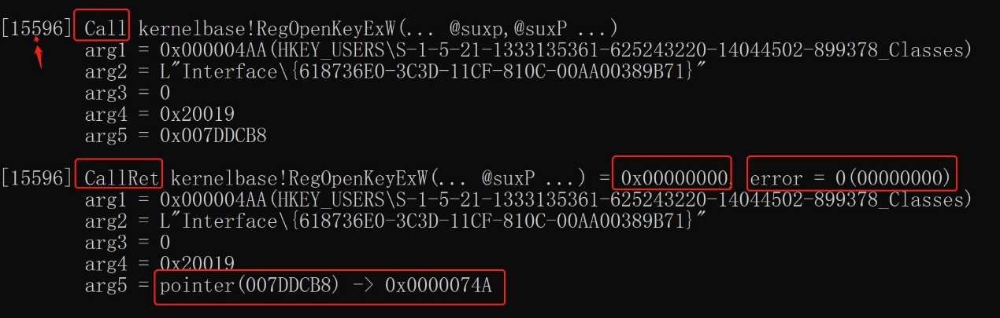 [15596] Call kernelbase!RegOpenKeyExW(... @suxp,@suxP ...)
arg1 = 0x000004AA(HKEY_USERS\S-1-5-21-1333135361-625243220-14044502-899378_Classes)
arg2 = L"Interface\{618736E0-3C3D-11CF-810C-00AA00389B71}"
arg3 = 0
arg4 = 0x20019
arg5 = 0x007DDCB8
[15596] CallRet kernelbase!RegOpenKeyExW(... @suxP ...) = 0x00000000, error = 0(00000000)
arg1 = 0x000004AA(HKEY_USERS\S-1-5-21-1333135361-625243220-14044502-899378_Classes)
arg2 = L"Interface\{618736E0-3C3D-11CF-810C-00AA00389B71}"
arg3 = 0
arg4 = 0x20019
arg5 = pointer(007DDCB8) -> 0x0000074A